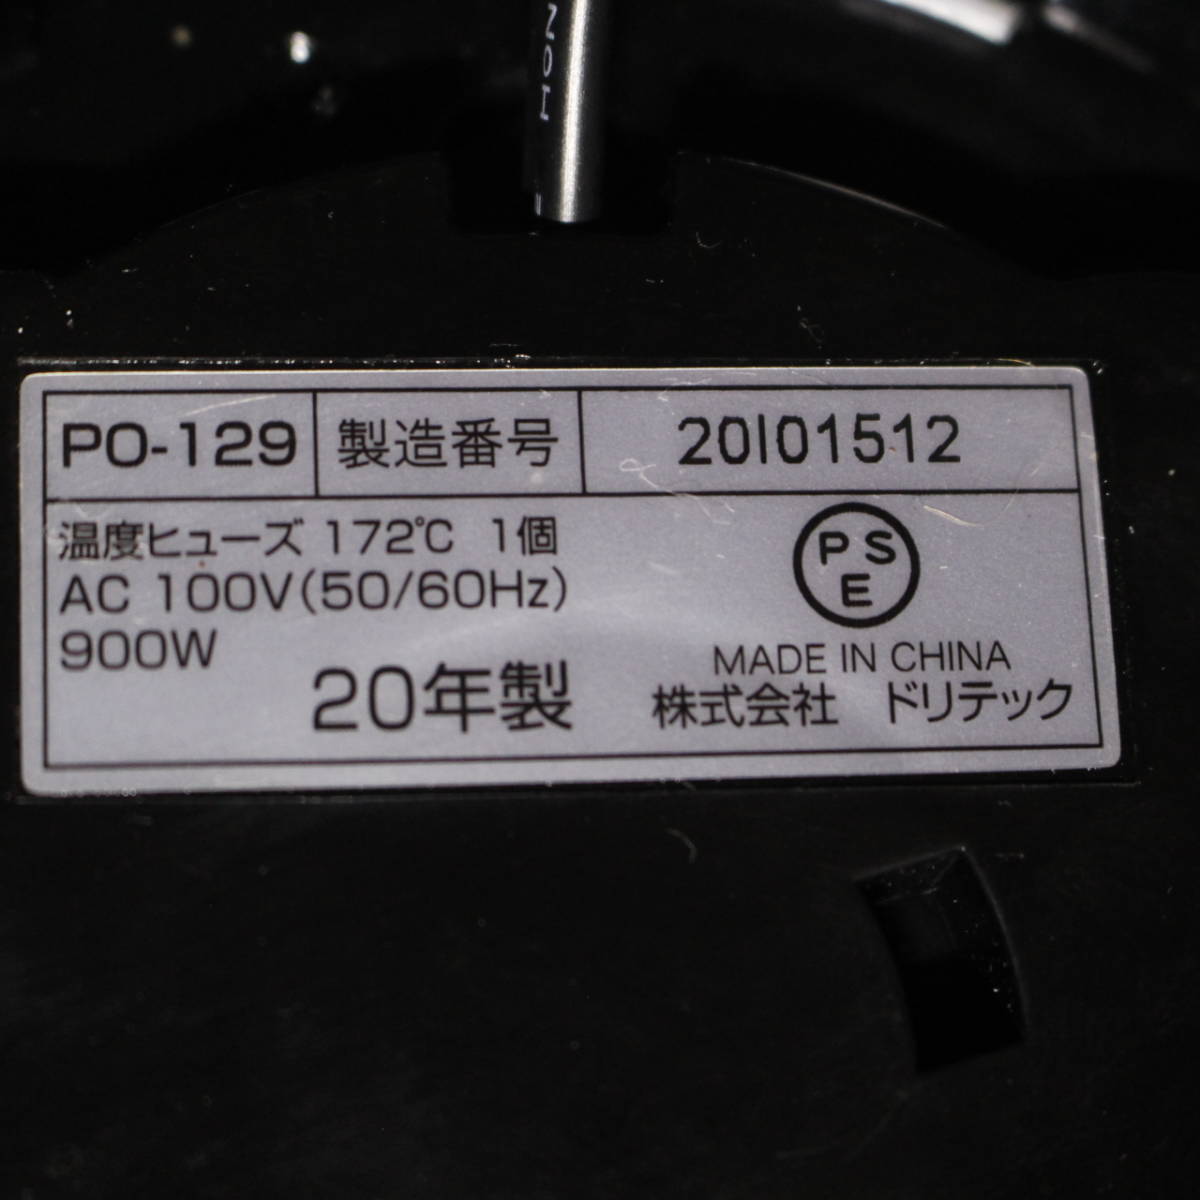 PO-129 製造番号 20I01512
温度ヒューズ 172℃ 1個
AC 100V(50/60Hz)
900W
20年製
PS
E
MADE IN CHINA
株式会社 ドリテック